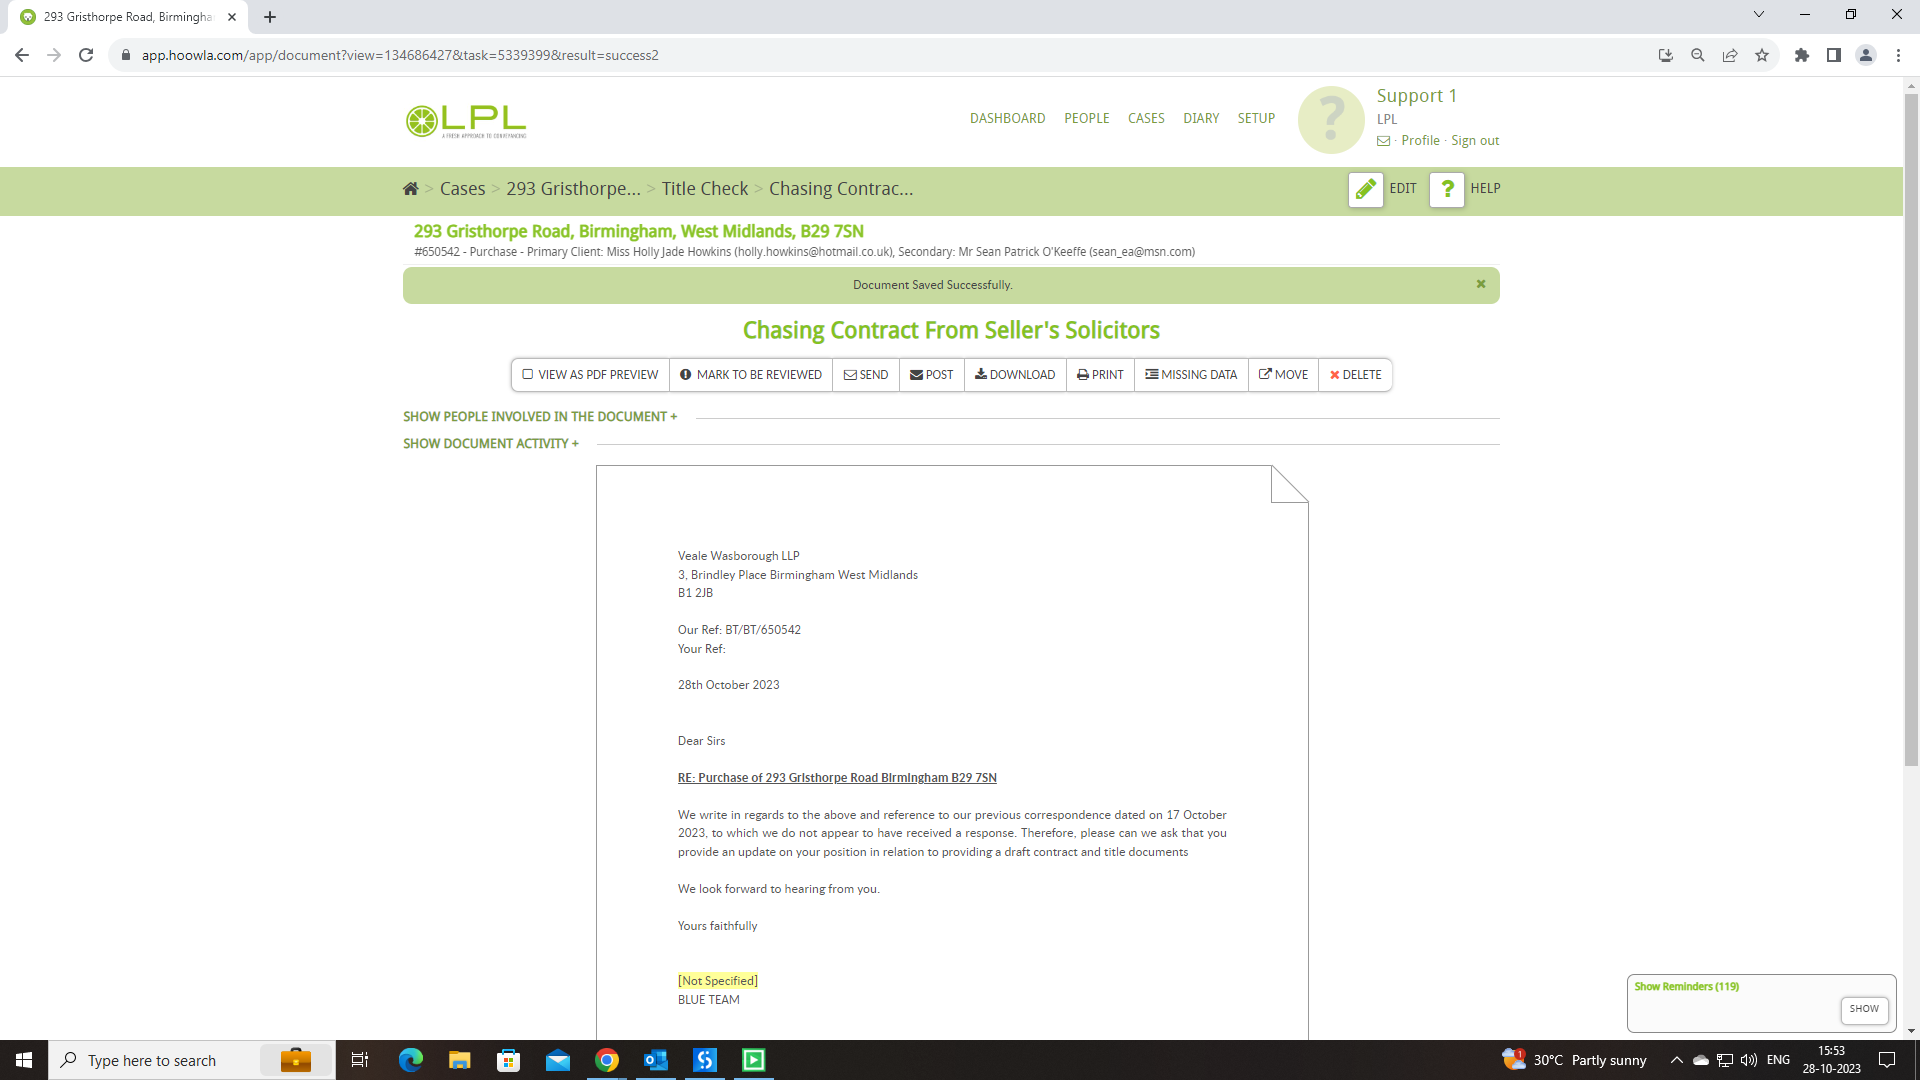 293 Gristhorpe Road, Birmingha
app.hoowla.com/app/document?view=134686427&task=5339399&result=success2
LPL
A FRESH APPROACH TO CONVEYANCING
DASHBOARD PEOPLE CASES DIARY SETUP
?
Support 1
LPL
· Profile · Sign out
> Cases > 293 Gristhorpe... > Title Check > Chasing Contrac...
EDIT ? HELP
293 Gristhorpe Road, Birmingham, West Midlands, B29 7SN
#650542 - Purchase - Primary Client: Miss Holly Jade Howkins (holly.howkins@hotmail.co.uk), Secondary: Mr Sean Patrick O'Keeffe (sean_ea@msn.com)
Document Saved Successfully.
Chasing Contract From Seller's Solicitors
VIEW AS PDF PREVIEW MARK TO BE REVIEWED SEND POST DOWNLOAD PRINT MISSING DATA MOVE DELETE
SHOW PEOPLE INVOLVED IN THE DOCUMENT +
SHOW DOCUMENT ACTIVITY +
Veale Wasborough LLP
3, Brindley Place Birmingham West Midlands
B1 2JB
Our Ref: BT/BT/650542
Your Ref:
28th October 2023
Dear Sirs
RE: Purchase of 293 Gristhorpe Road Birmingham B29 7SN
We write in regards to the above and reference to our previous correspondence dated on 17 October
2023, to which we do not appear to have received a response. Therefore, please can we ask that you
provide an update on your position in relation to providing a draft contract and title documents
We look forward to hearing from you.
Yours faithfully
[Not Specified]
BLUE TEAM
Show Reminders (119)
SHOW
Type here to search
1
30°C Partly sunny
ENG
15:53
28-10-2023